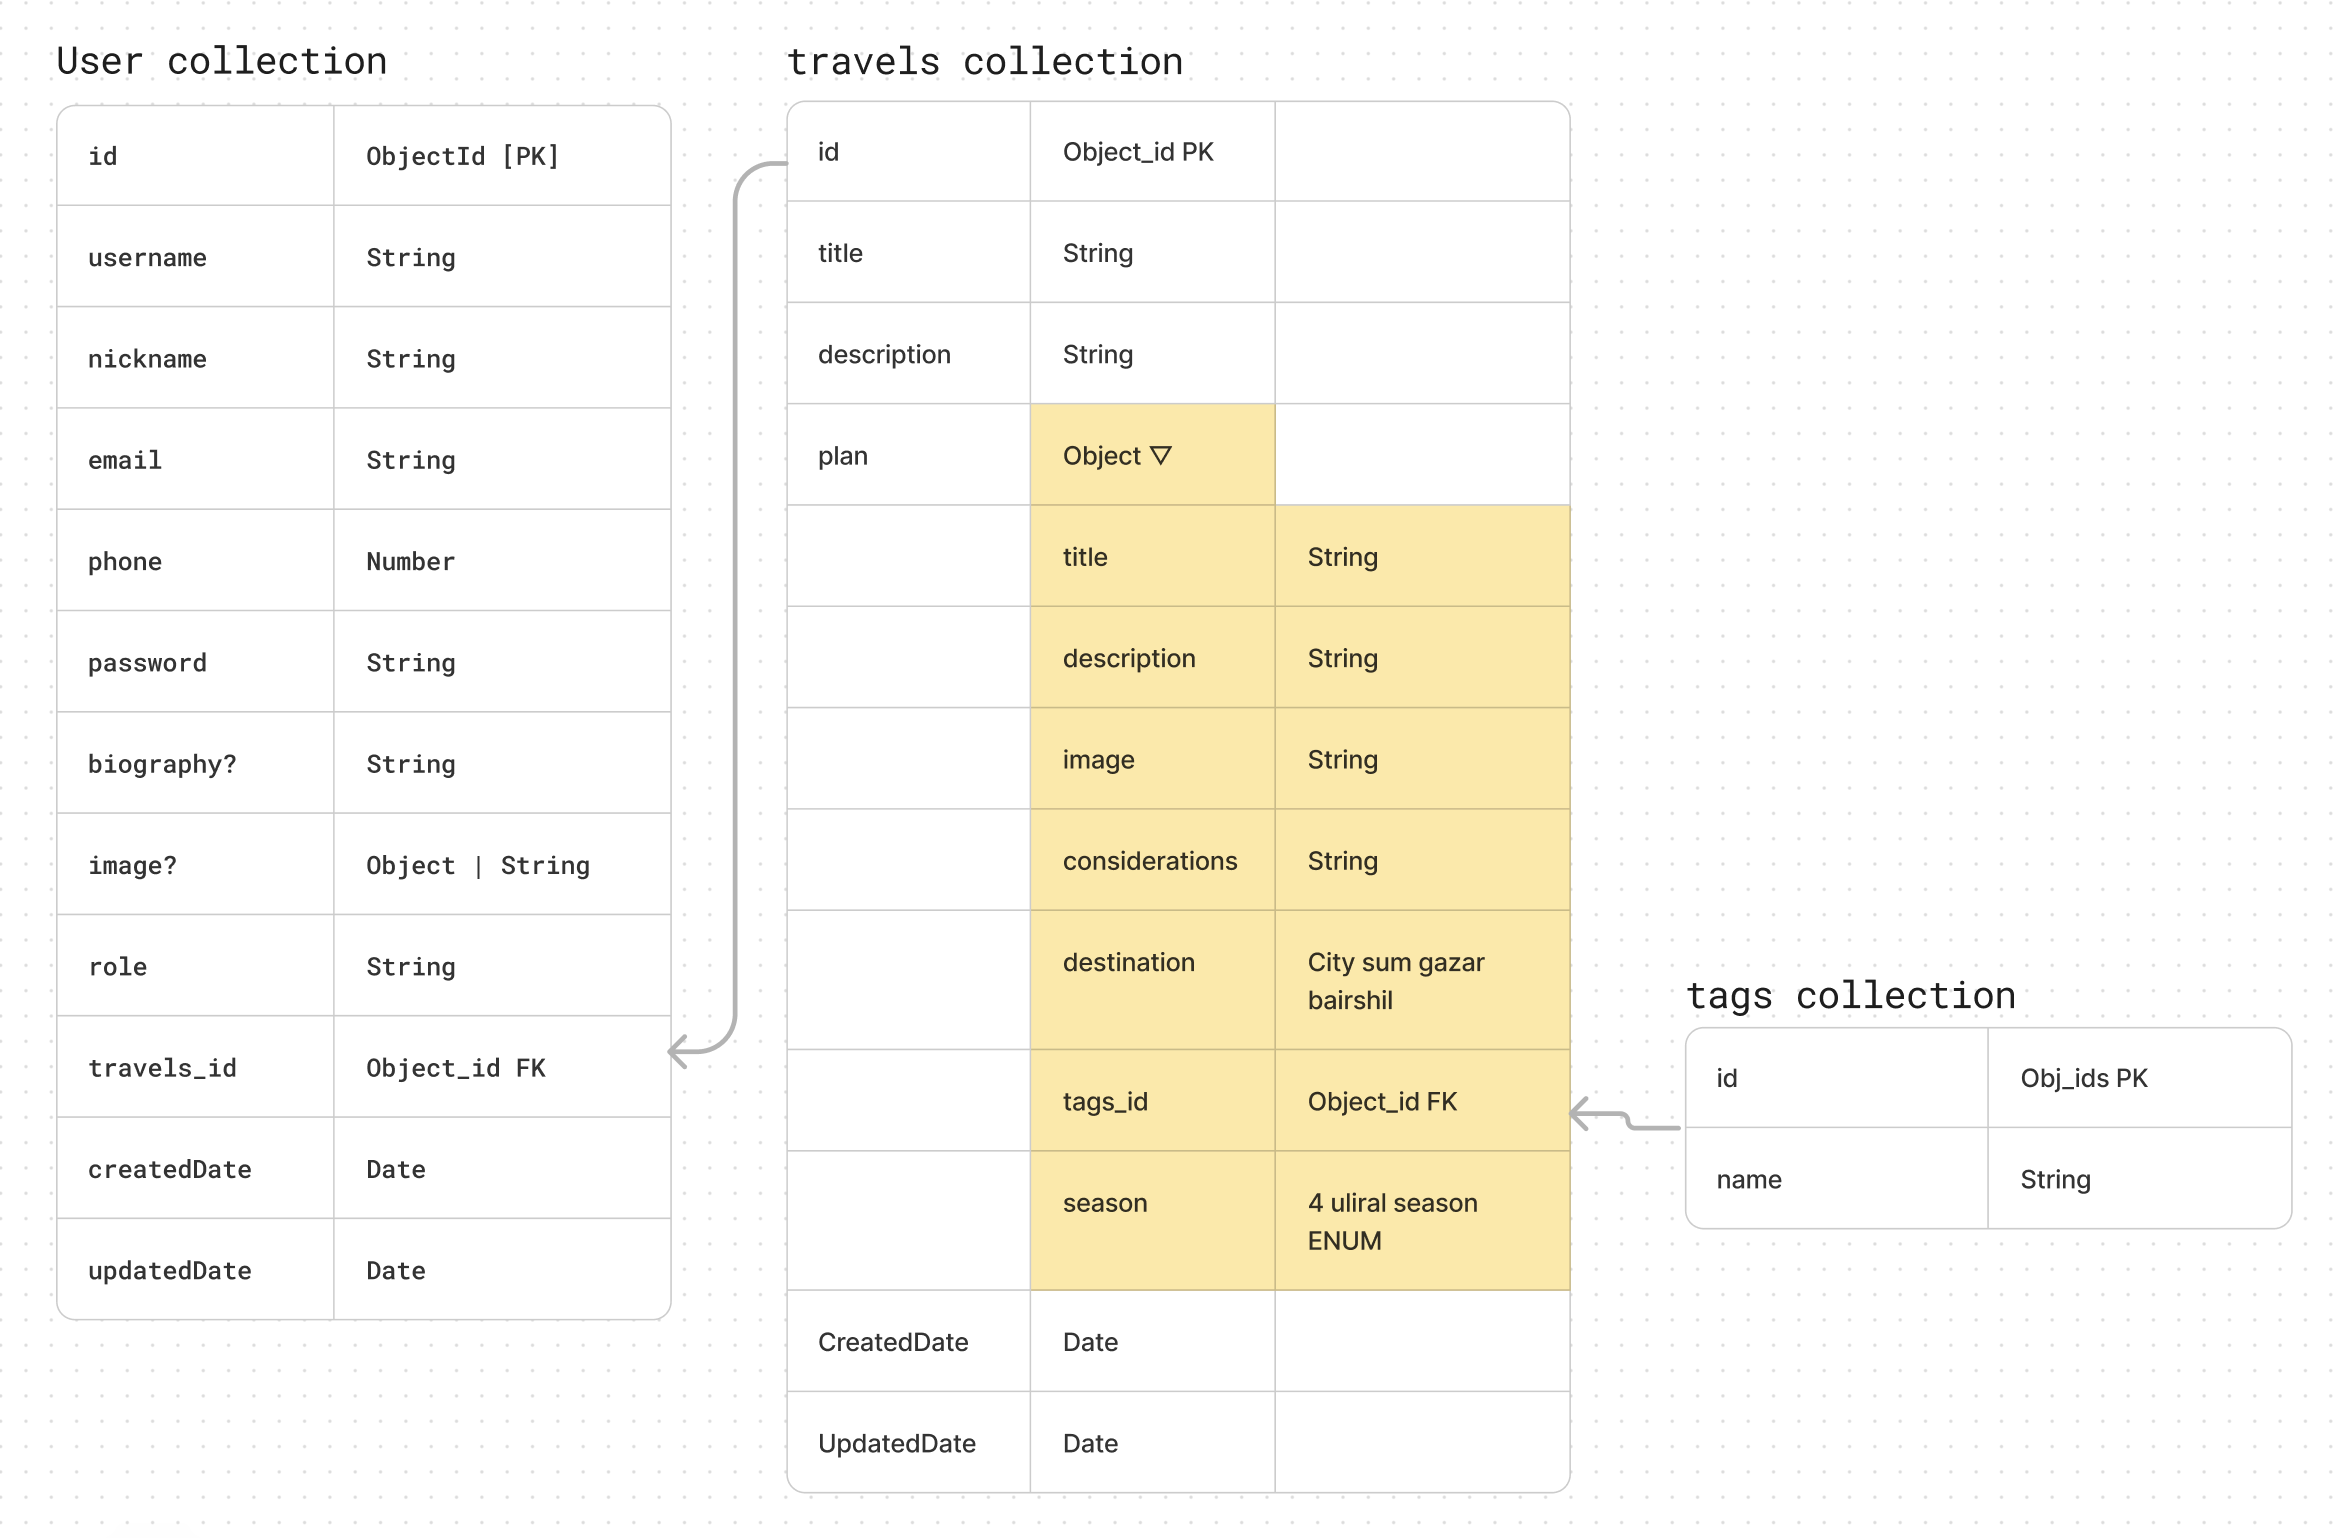 User collection
id ObjectId [PK]
username String
nickname String
email String
phone Number
password String
biography? String
image? Object | String
role String
travels_id Object_id FK
createdDate Date
updatedDate Date
travels collection
id Object_id PK
title String
description String
plan Object ▽
title String
description String
image String
considerations String
destination City sum gazar
bairshil
tags_id Object_id FK
season 4 uliral season
ENUM
CreatedDate Date
UpdatedDate Date
tags collection
id Obj_ids PK
name String